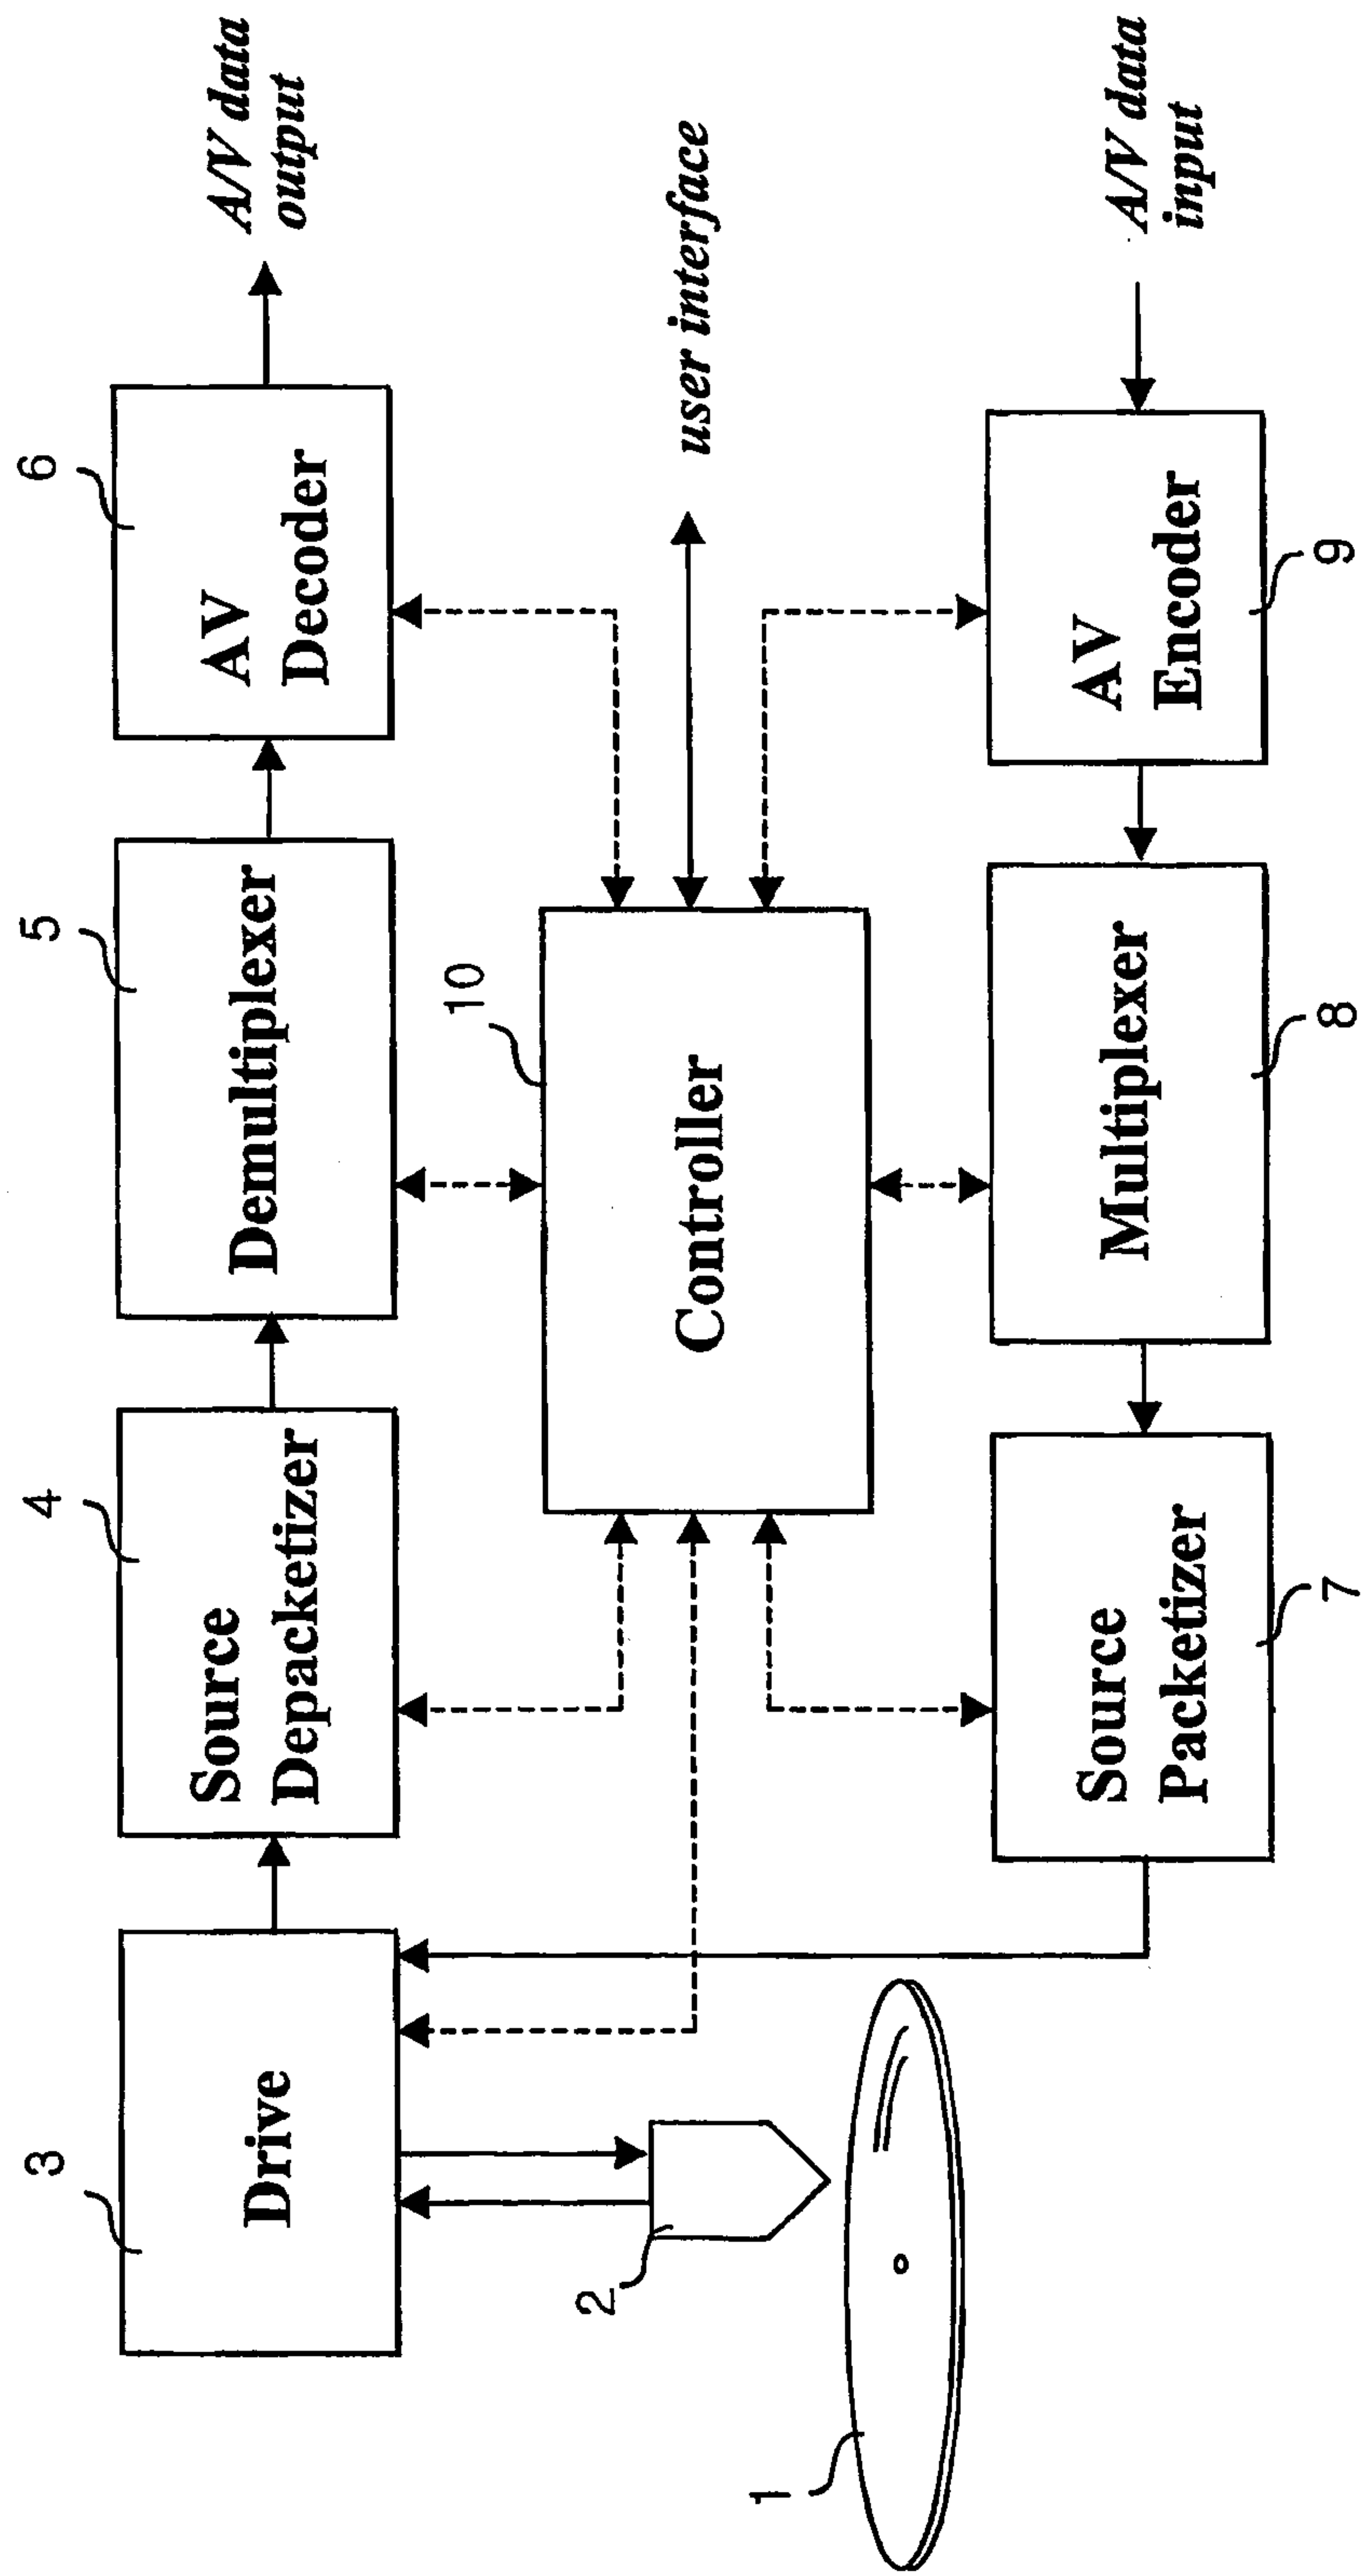 3
Drive
4
Source
Depacketizer
5
Demultiplexer
6
AV
Decoder
A/V data
output
2
1
10
Controller
user interface
7
Source
Packetizer
8
Multiplexer
9
AV
Encoder
A/V data
input